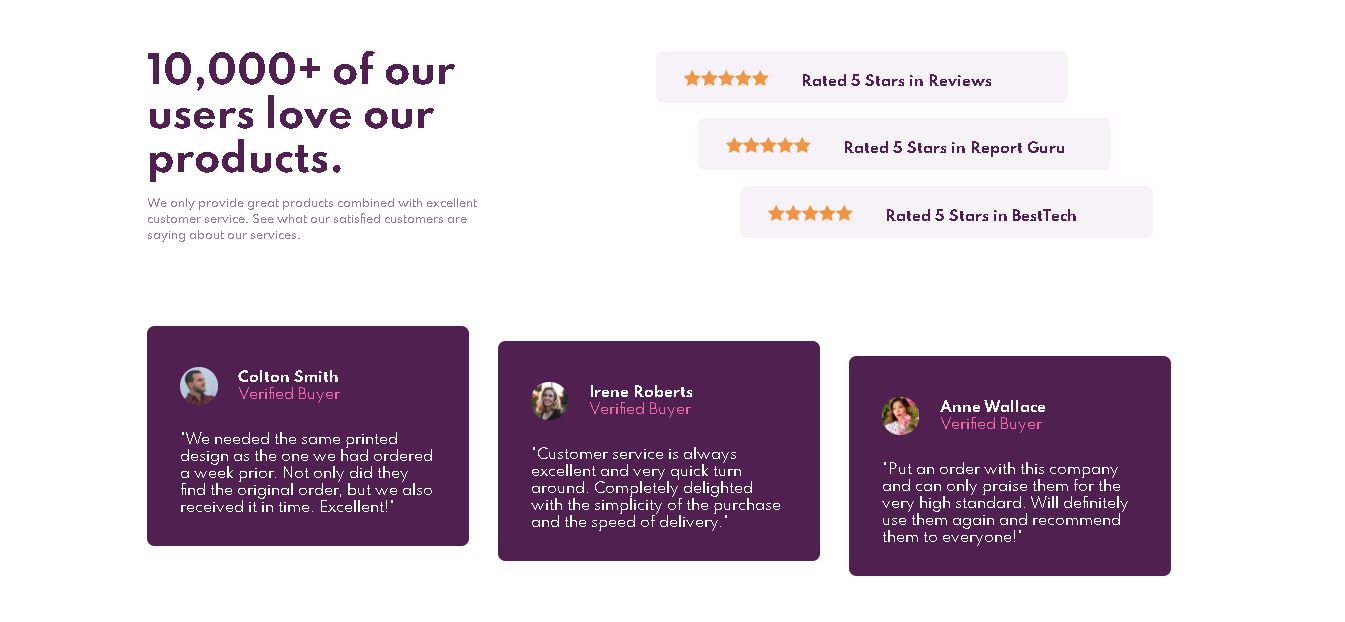 10,000+ of our
users love our
products.
We only provide great products combined with excellent
customer service. See what our satisfied customers are
saying about our services.
Rated 5 Stars in Reviews
Rated 5 Stars in Report Guru
Rated 5 Stars in BestTech
Colton Smith
Verified Buyer
"We needed the same printed
design as the one we had ordered
a week prior. Not only did they
find the original order, but we also
received it in time. Excellent!"
Irene Roberts
Verified Buyer
"Customer service is always
excellent and very quick turn
around. Completely delighted
with the simplicity of the purchase
and the speed of delivery."
Anne Wallace
Verified Buyer
"Put an order with this company
and can only praise them for the
very high standard. Will definitely
use them again and recommend
them to everyone!"